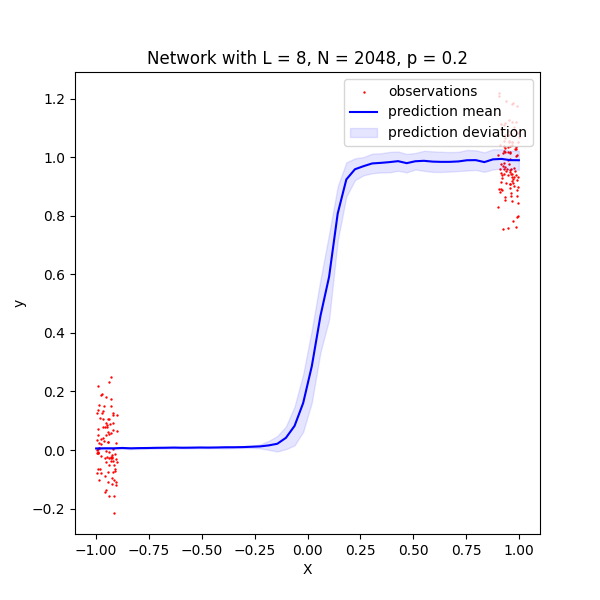 Network with L = 8, N = 2048, p = 0.2
observations
prediction mean
prediction deviation
y
1.2
1.0
0.8
0.6
0.4
0.2
0.0
−0.2
−1.00 −0.75 −0.50 −0.25 0.00 0.25 0.50 0.75 1.00
X